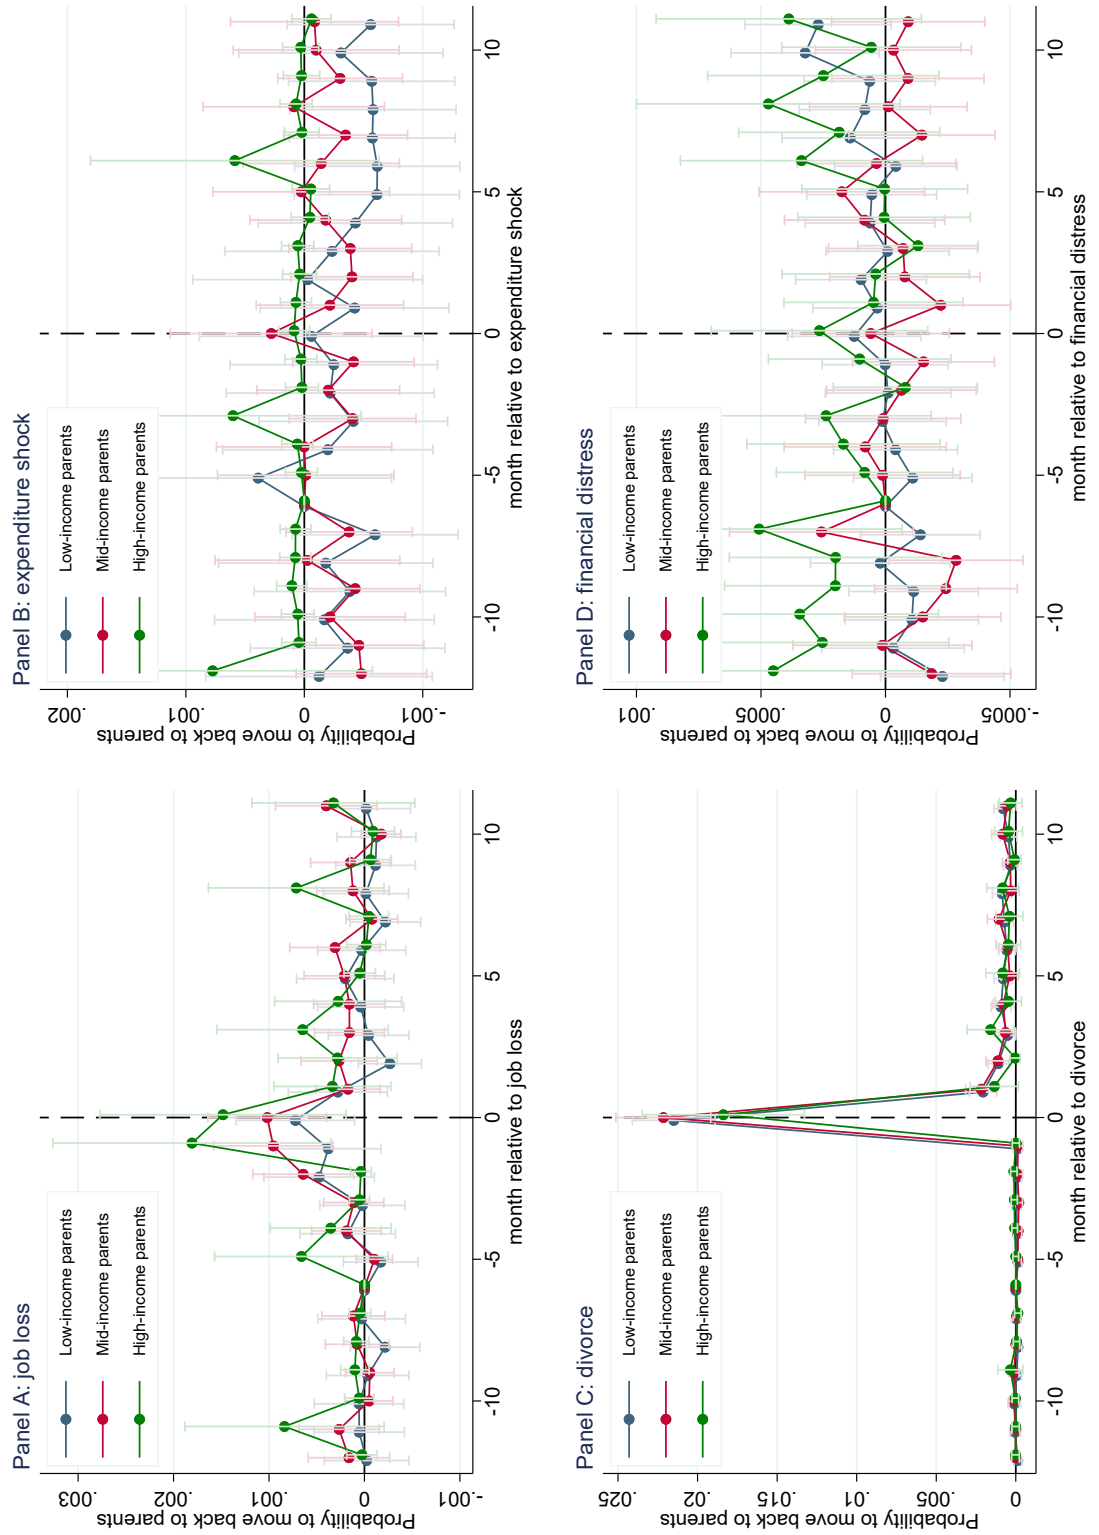 Panel A: job loss
Probability to move back to parents
.003
.002
.001
0
-.001
Low-income parents
Mid-income parents
High-income parents
-10
-5
0
5
10
month relative to job loss
Panel B: expenditure shock
Probability to move back to parents
.002
.001
0
-.001
Low-income parents
Mid-income parents
High-income parents
-10
-5
0
5
10
month relative to expenditure shock
Panel C: divorce
Probability to move back to parents
.025
.02
.015
.01
.005
0
Low-income parents
Mid-income parents
High-income parents
-10
-5
0
5
10
month relative to divorce
Panel D: financial distress
Probability to move back to parents
.001
.0005
0
-.0005
Low-income parents
Mid-income parents
High-income parents
-10
-5
0
5
10
month relative to financial distress